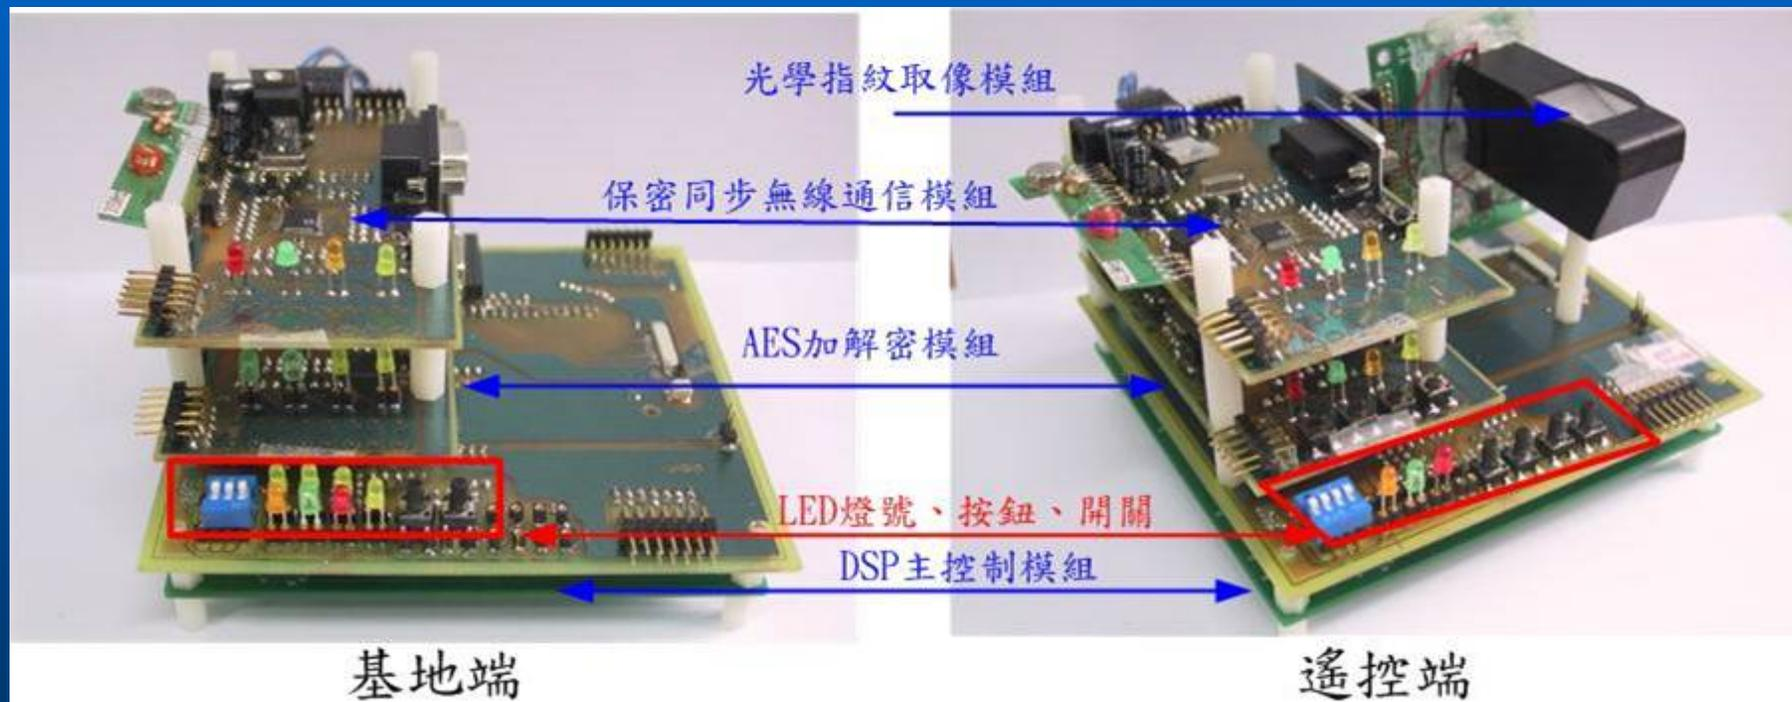 光學指紋取像模組
保密同步無線通信模組
AES加解密模組
LED燈號、按鈕、開關
DSP主控制模組
基地端
遙控端